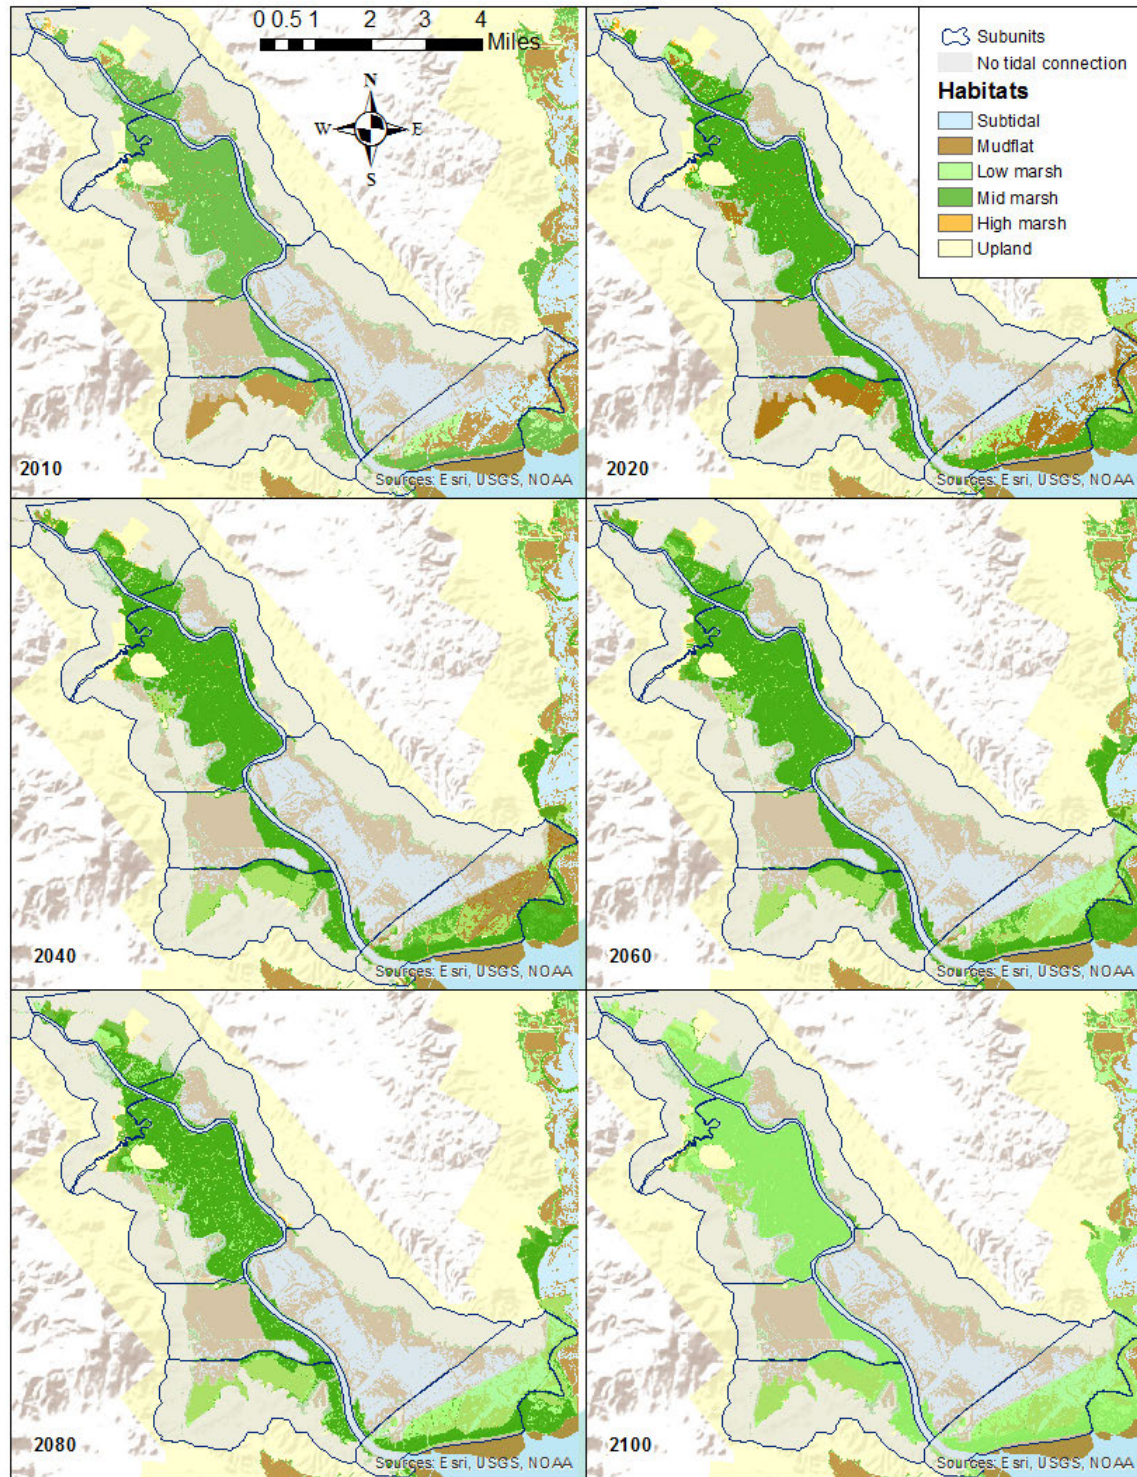 0 0.5 1 2 3 4
Miles
N
W E
S
2010
Sources: Esri, USGS, NOAA
Subunits
No tidal connection
Habitats
Subtidal
Mudflat
Low marsh
Mid marsh
High marsh
Upland
2020
Sources: Esri, USGS, NOAA
2040
Sources: Esri, USGS, NOAA
2060
Sources: Esri, USGS, NOAA
2080
Sources: Esri, USGS, NOAA
2100
Sources: Esri, USGS, NOAA